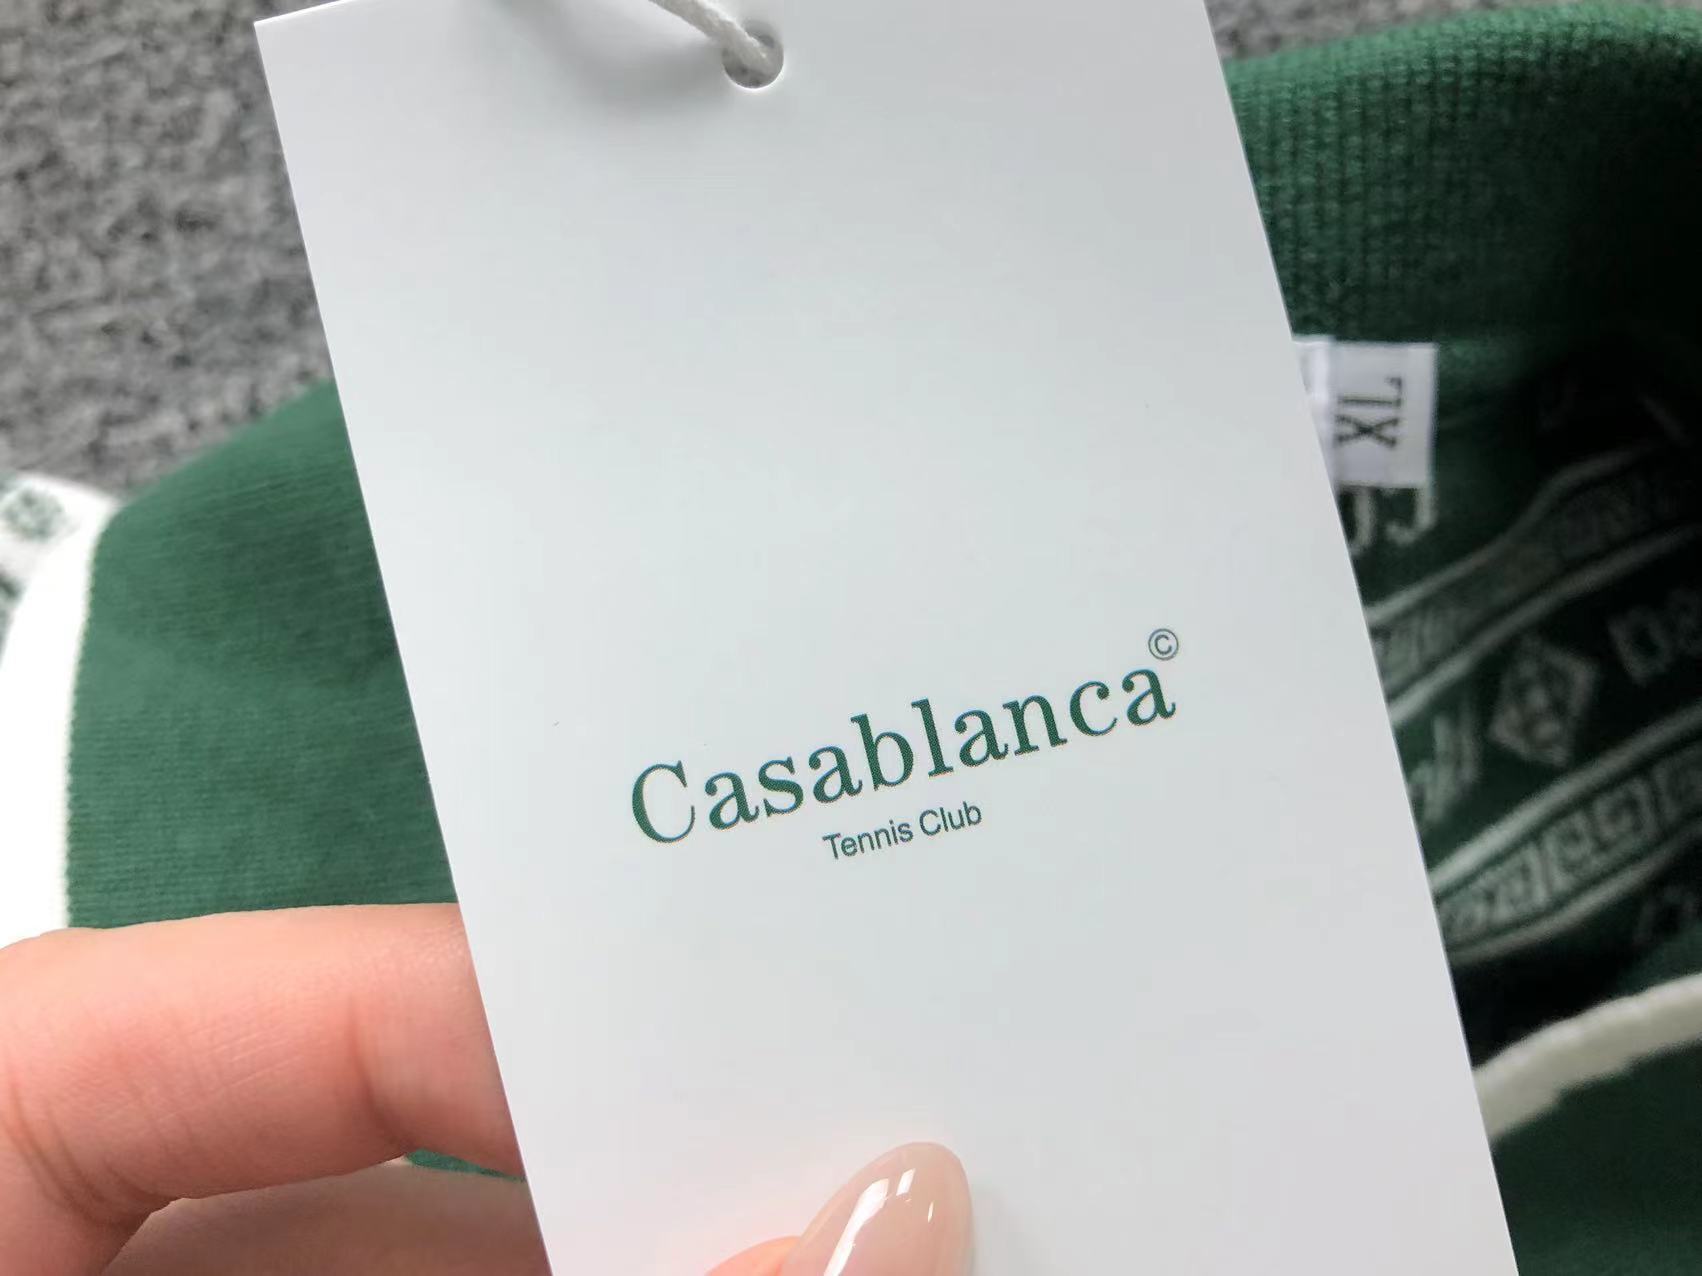 Casablanca©
Tennis Club
XL